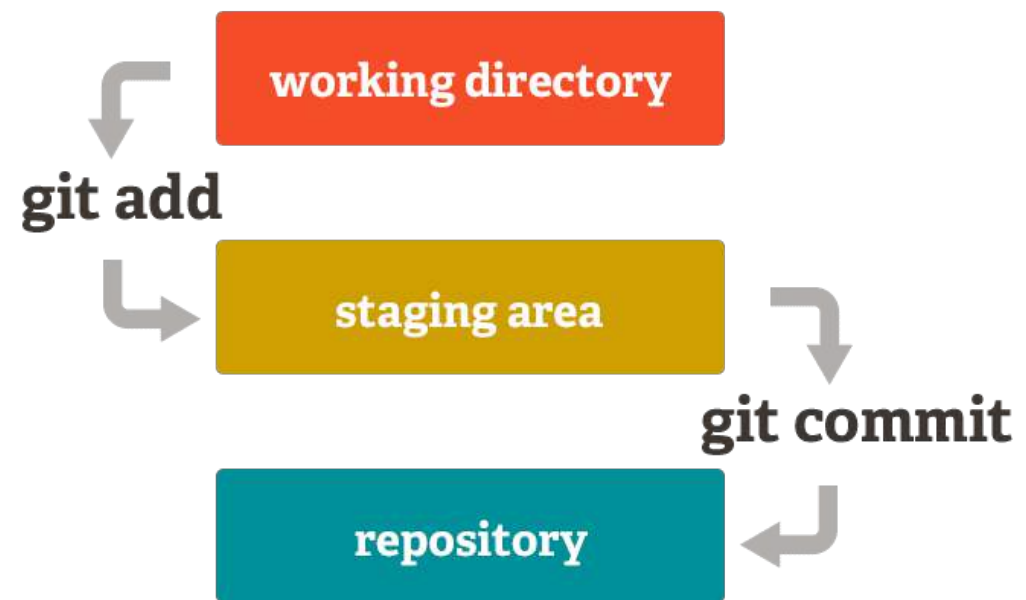 working directory
git add
staging area
git commit
repository